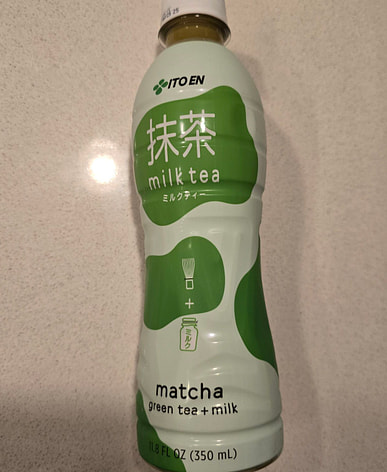 ITO EN
抹茶
milk tea
ミルクティー
+
ミルク
matcha
green tea + milk
11.8 FL OZ (350 mL)